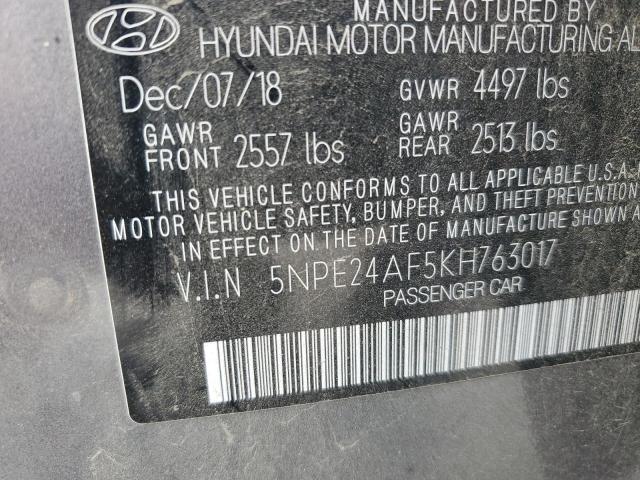 MANUFACTURED BY
HYUNDAI MOTOR MANUFACTURING AL
Dec/07/18 GVWR 4497 lbs
GAWR FRONT 2557 lbs GAWR REAR 2513 lbs
THIS VEHICLE CONFORMS TO ALL APPLICABLE U.S.A.
MOTOR VEHICLE SAFETY, BUMPER, AND THEFT PREVENTION
IN EFFECT ON THE DATE OF MANUFACTURE SHOWN
V.I.N 5NPE24AF5KH763017
PASSENGER CAR